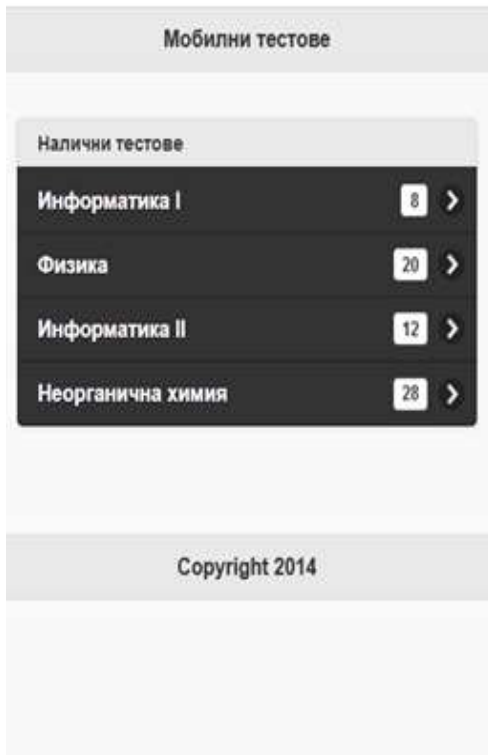 Мобилни тестове
Налични тестове
Информатика I 8
Физика 20
Информатика II 12
Неорганична химия 28
Copyright 2014